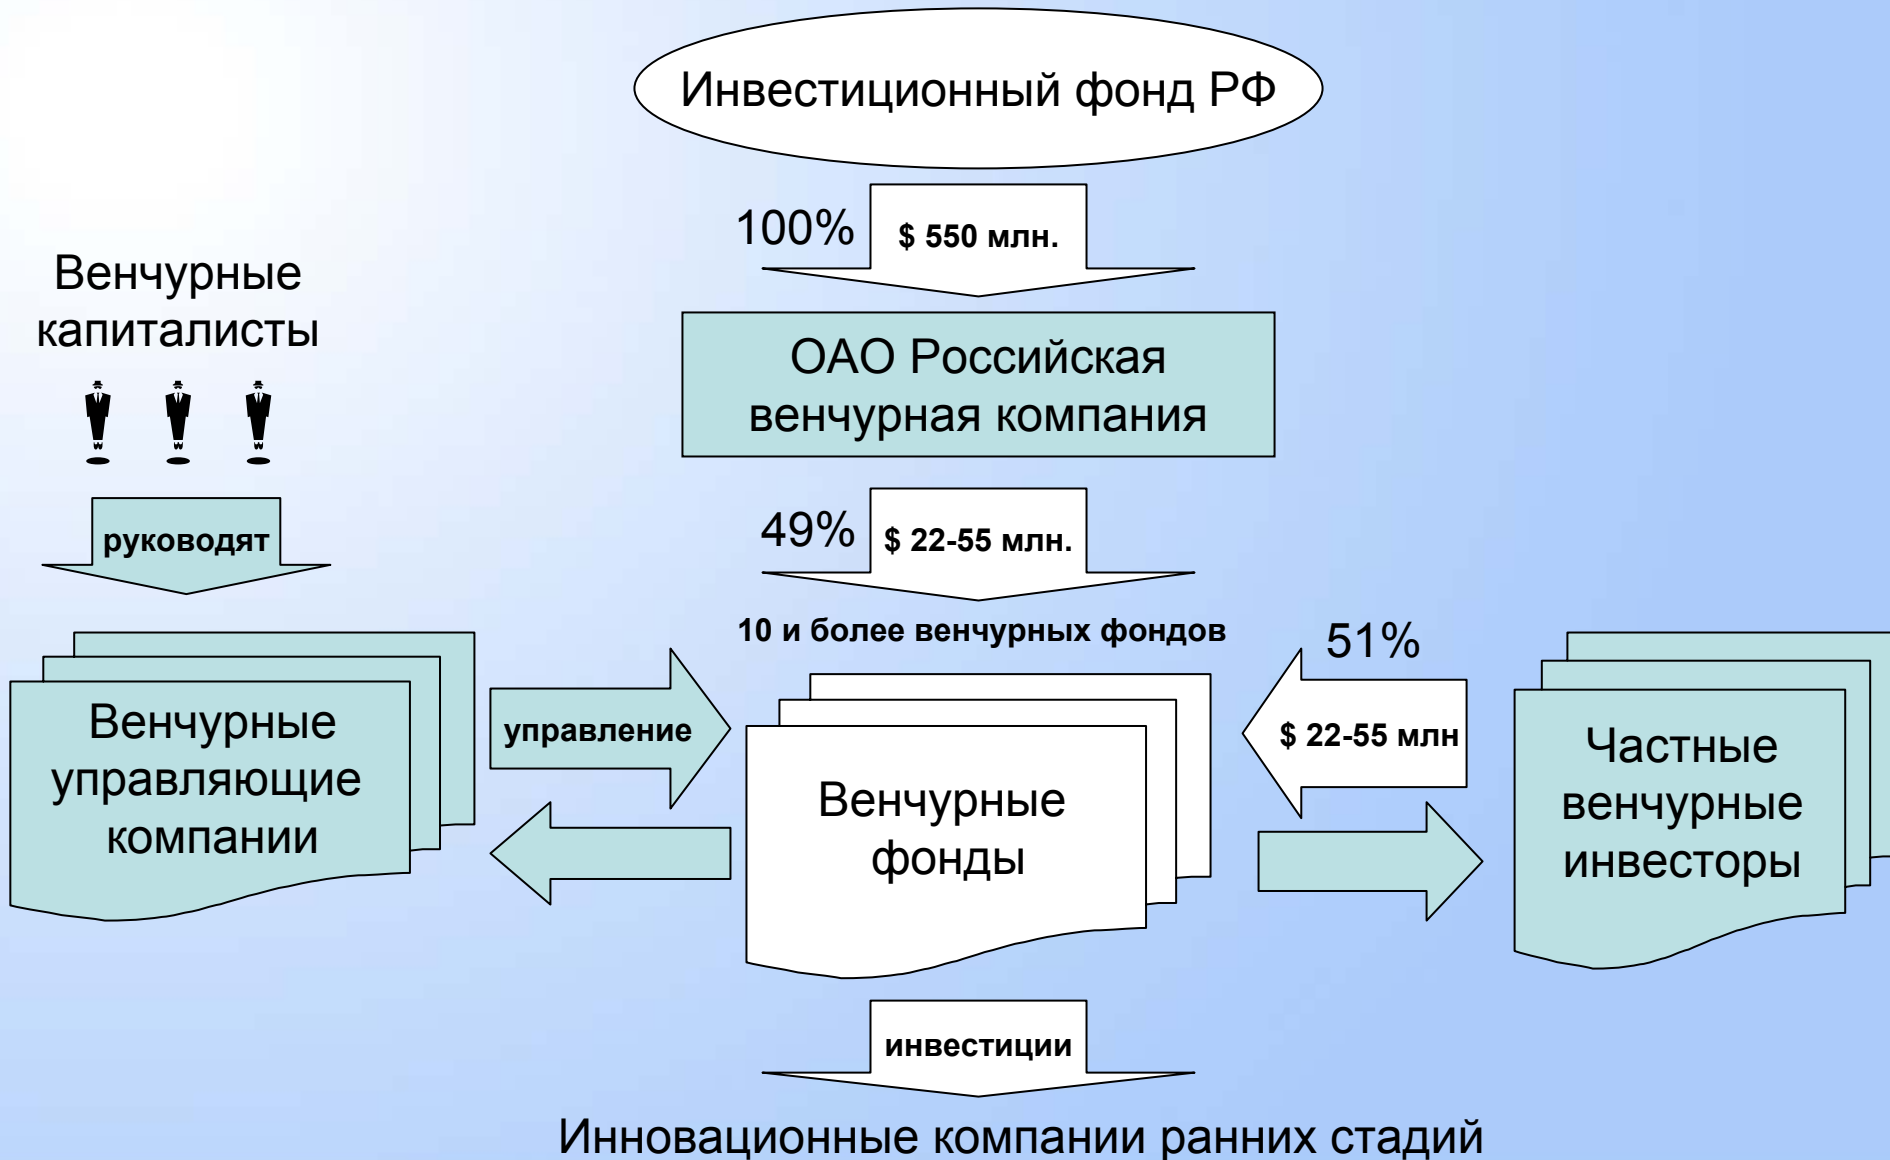 Инвестиционный фонд РФ
100%
$ 550 млн.
Венчурные
капиталисты
ОАО Российская
венчурная компания
руководят
49%
$ 22-55 млн.
10 и более венчурных фондов
51%
Венчурные
управляющие
компании
управление
Венчурные
фонды
$ 22-55 млн
Частные
венчурные
инвесторы
инвестиции
Инновационные компании ранних стадий